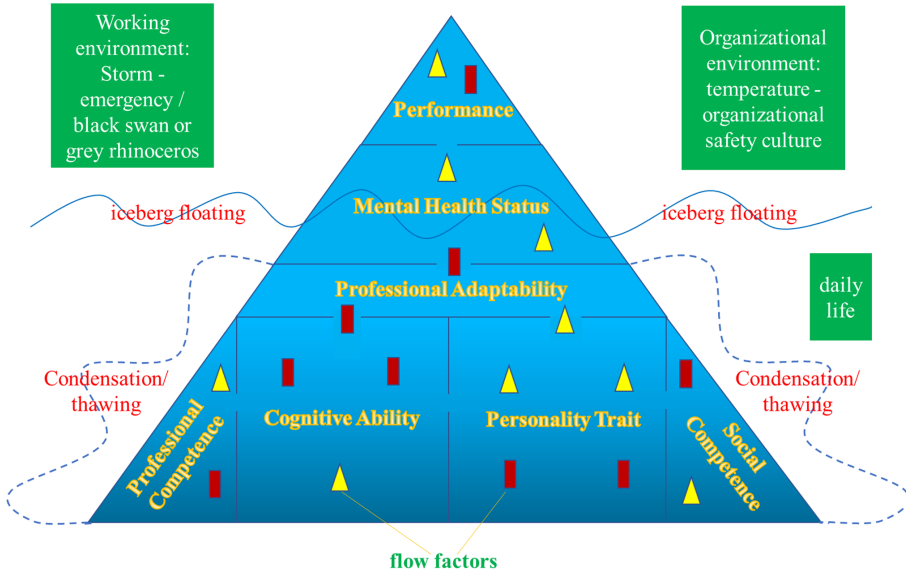 Working
environment:
Storm -
emergency /
black swan or
grey rhinoceros
Organizational
environment:
temperature -
organizational
safety culture
Performance
Mental Health Status
iceberg floating
iceberg floating
Professional Adaptability
daily
life
Condensation/
thawing
Condensation/
thawing
Professional
Competence
Cognitive Ability
Personality Trait
Social
Competence
flow factors